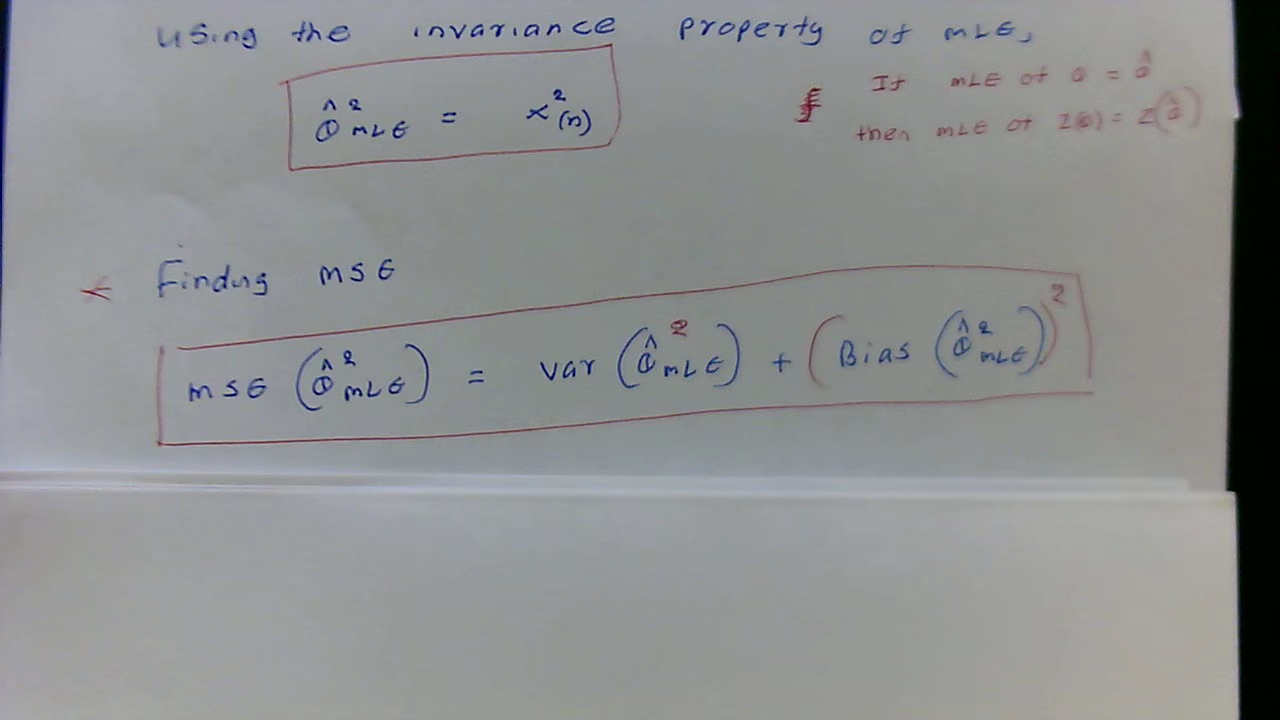 using the invariance property of MLE,
θ̂²MLE = X²(n)
If MLE of θ = θ̂
then MLE of Z(θ) = Z(θ̂)
Finding MSE
MSE (θ̂²MLE) = Var (θ̂²MLE) + (Bias (θ̂²MLE))²